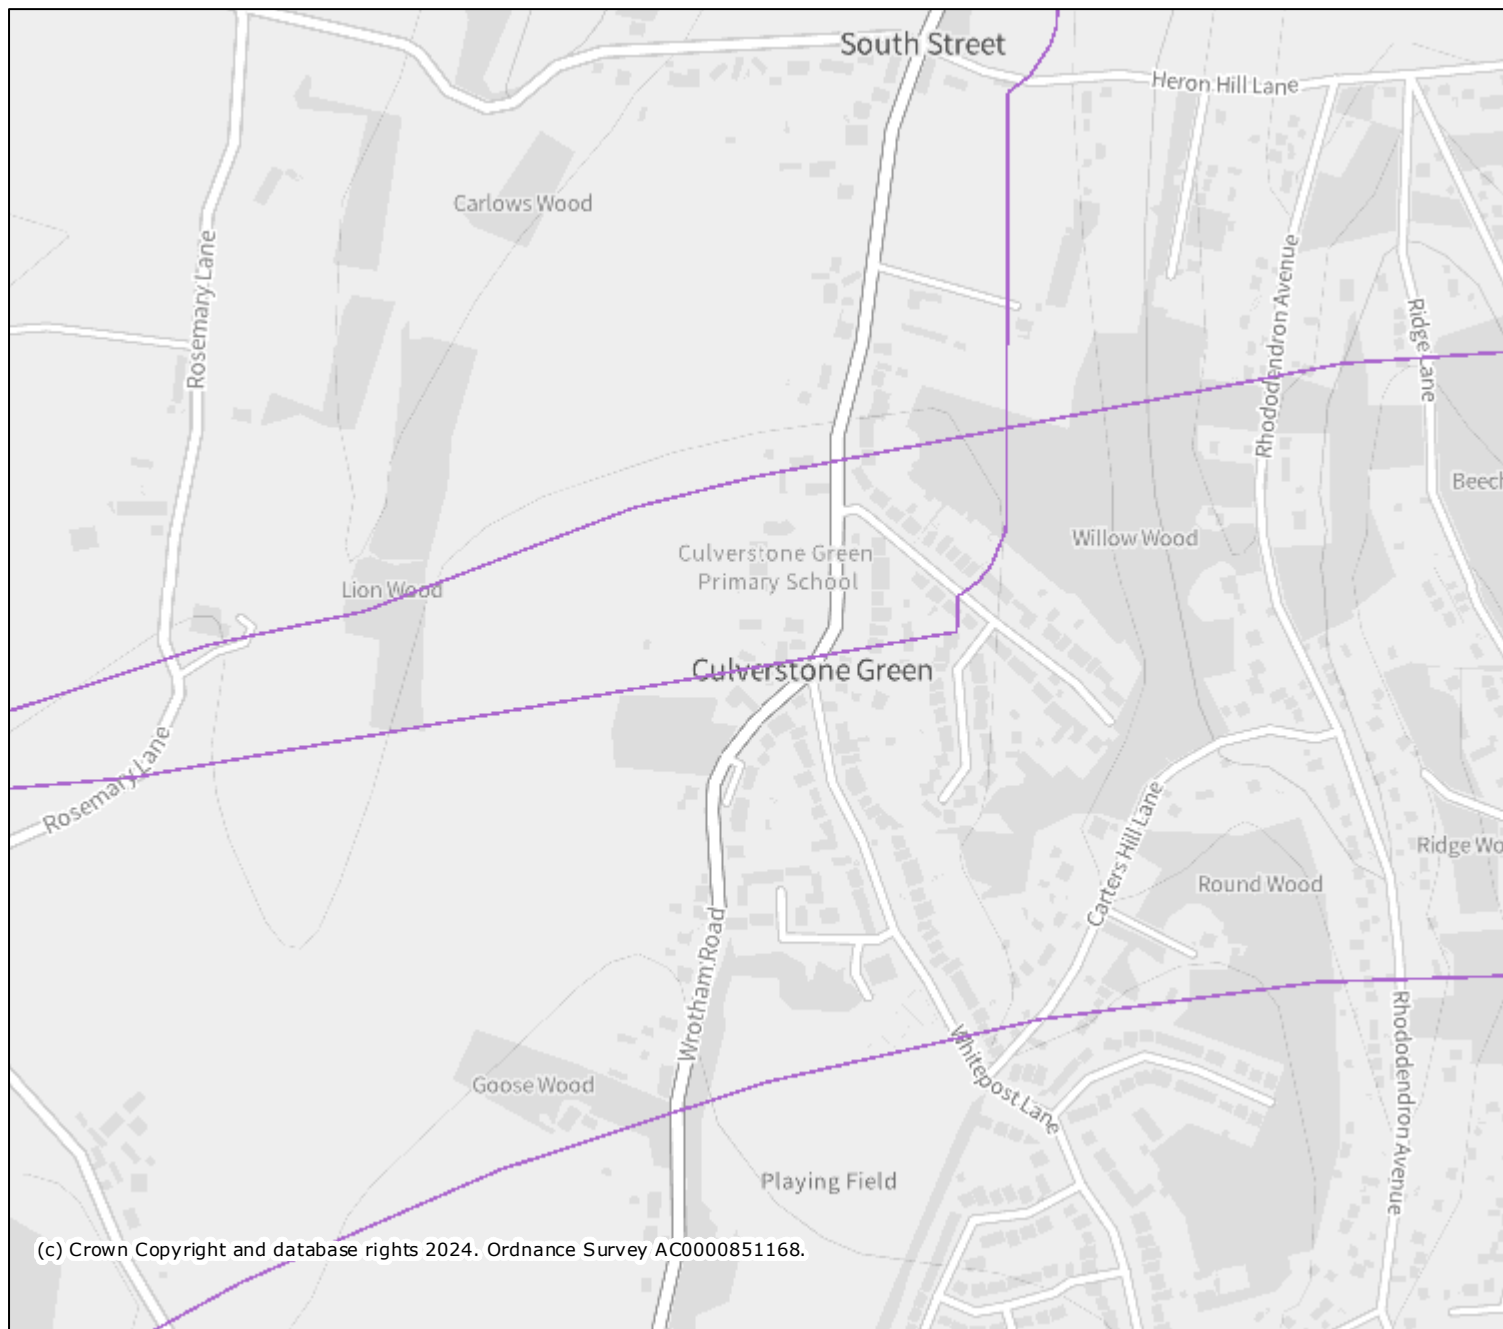 South Street
Heron Hill Lane
Carlows Wood
Rosemary Lane
Rhododendron Avenue
Ridge Lane
Beech
Willow Wood
Culverstone Green
Primary School
Lion Wood
Culverstone Green
Rosemary Lane
Carters Hill Lane
Ridge Wo
Round Wood
Wrotham Road
Whitepost Lane
Rhododendron Avenue
Goose Wood
Playing Field
(c) Crown Copyright and database rights 2024. Ordnance Survey AC0000851168.